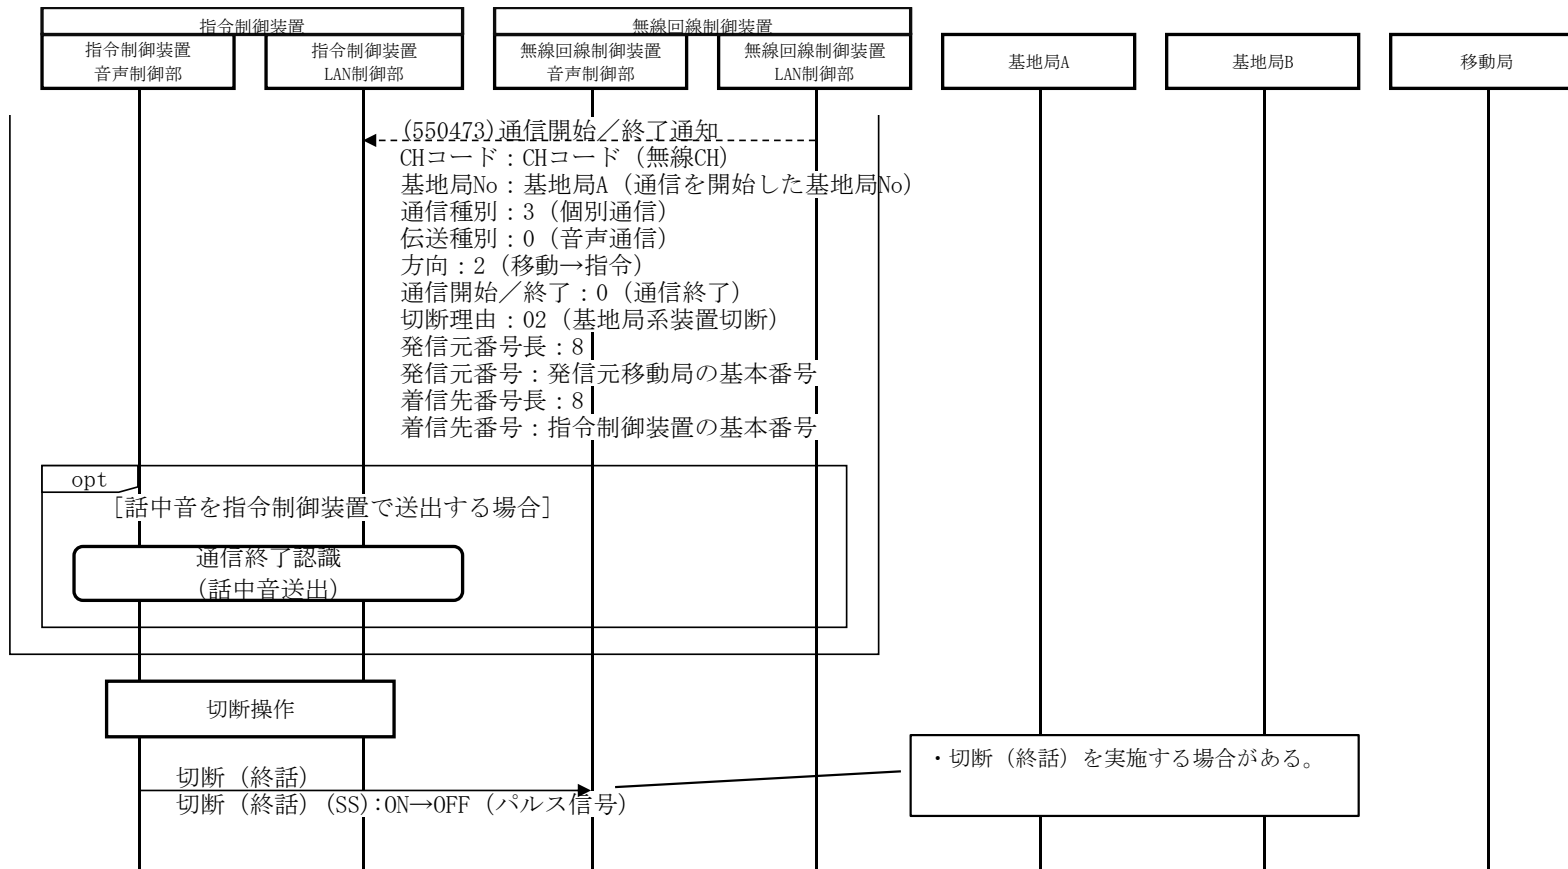 指令制御装置
無線回線制御装置
指令制御装置
音声制御部
指令制御装置
LAN制御部
無線回線制御装置
音声制御部
無線回線制御装置
LAN制御部
基地局A
基地局B
移動局
(550473)通信開始／終了通知
CHコード：CHコード（無線CH）
基地局No：基地局A（通信を開始した基地局No）
通信種別：3（個別通信）
伝送種別：0（音声通信）
方向：2（移動→指令）
通信開始／終了：0（通信終了）
切断理由：02（基地局系装置切断）
発信元番号長：8
発信元番号：発信元移動局の基本番号
着信先番号長：8
着信先番号：指令制御装置の基本番号
opt
［話中音を指令制御装置で送出する場合］
通信終了認識
（話中音送出）
切断操作
・切断（終話）を実施する場合がある。
切断（終話）
切断（終話）(SS)：ON→OFF（パルス信号）